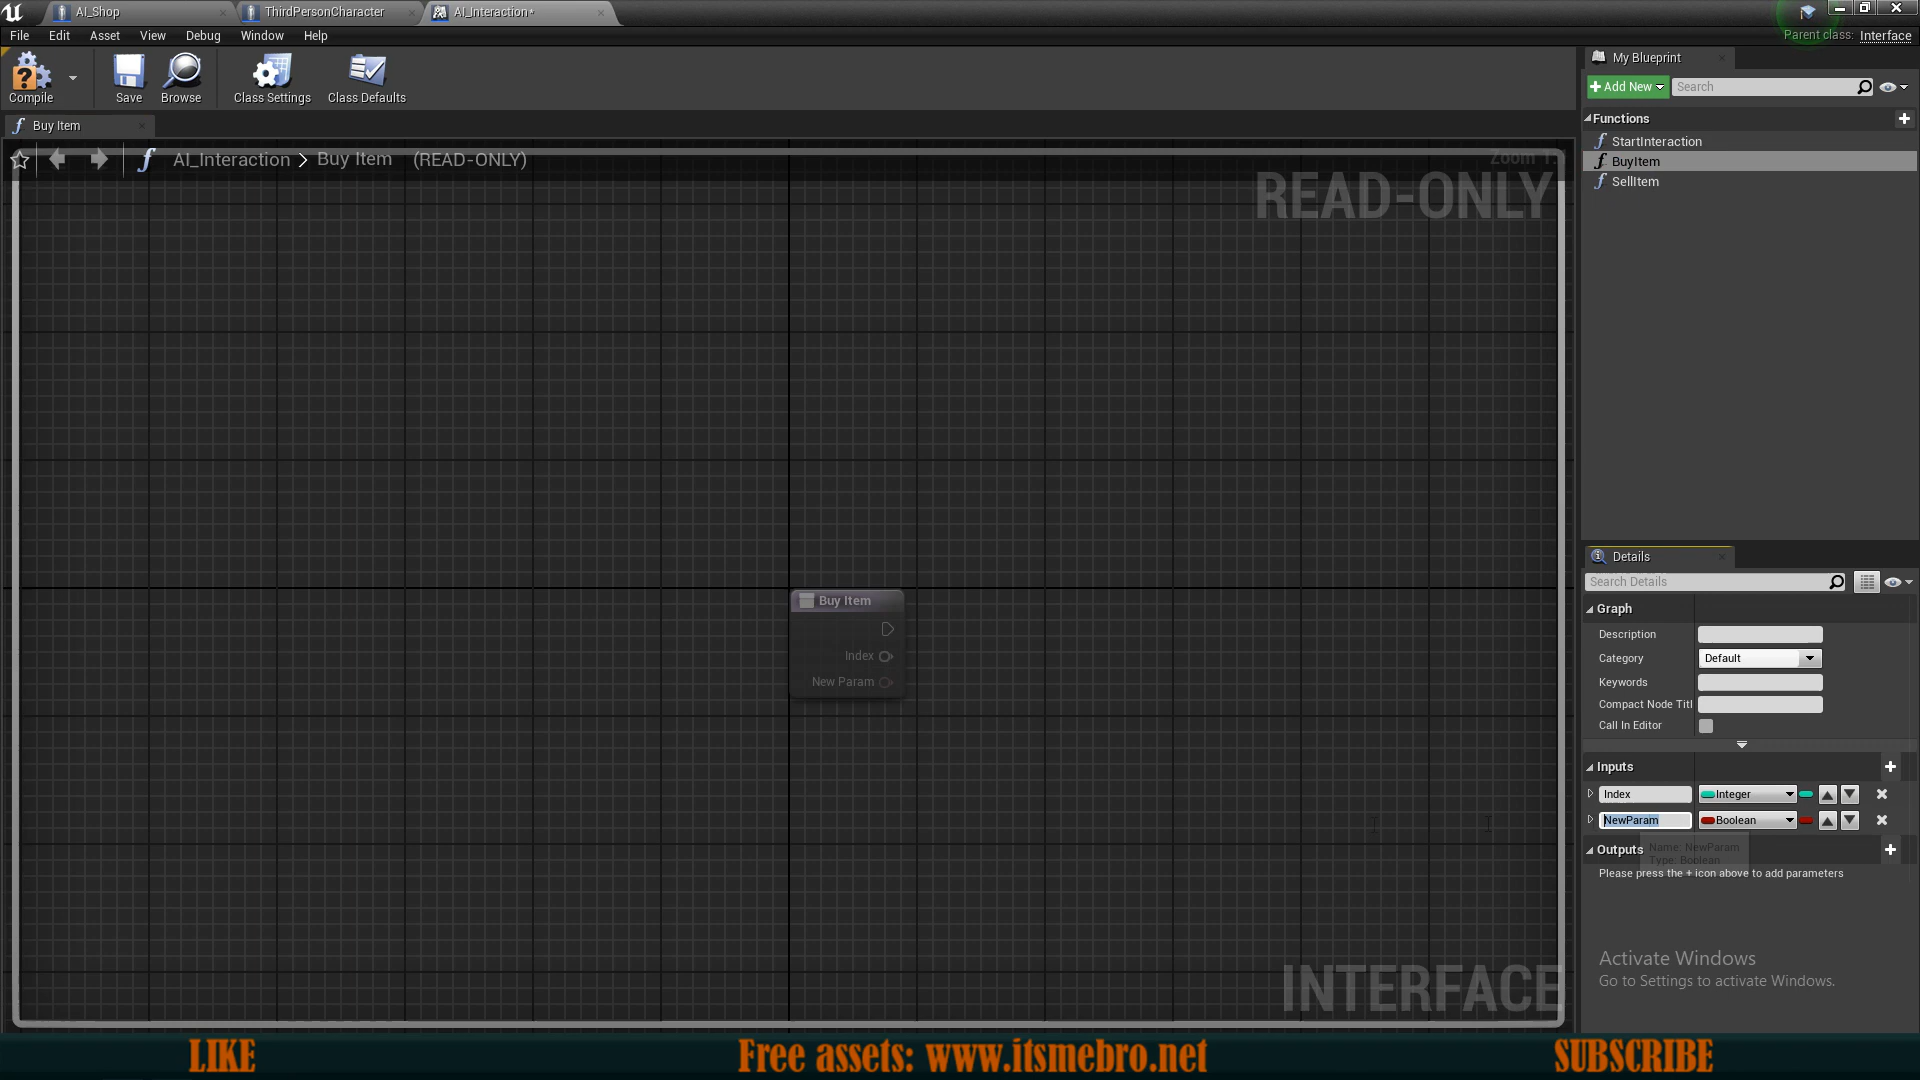 AI_Shop
ThirdPersonCharacter
AI_Interaction*
Parent class: Interface
File Edit Asset View Debug Window Help
Compile
Save
Browse
Class Settings
Class Defaults
My Blueprint
Add New
Search
Buy Item
AI_Interaction > Buy Item (READ-ONLY)
READ-ONLY
Functions
StartInteraction
BuyItem
SellItem
Buy Item
Index
New Param
Details
Search Details
Graph
Description
Category Default
Keywords
Compact Node Titl
Call In Editor
Inputs
Index Integer
NewParam Boolean
Outputs
Name: NewParam
Type: Boolean
Please press the + icon above to add parameters
Activate Windows
Go to Settings to activate Windows.
INTERFACE
LIKE
Free assets: www.itsmebro.net
SUBSCRIBE